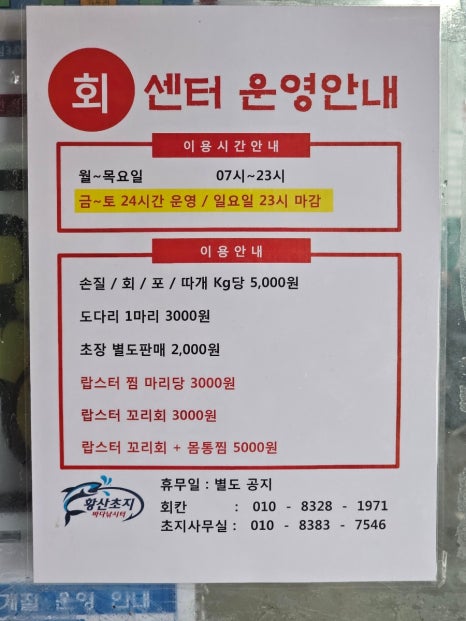 회 센터 운영안내
이용시간안내
월~목요일 07시~23시
금~토 24시간 운영 / 일요일 23시 마감
이용안내
손질 / 회 / 포 / 따개 Kg당 5,000원
도다리 1마리 3000원
초장 별도판매 2,000원
랍스터 찜 마리당 3000원
랍스터 꼬리회 3000원
랍스터 꼬리회 + 몸통찜 5000원
휴무일 : 별도 공지
황산초지
바다낚시터
회칸 : 010 - 8328 - 1971
초지사무실 : 010 - 8383 - 7546
계절 운영 안내